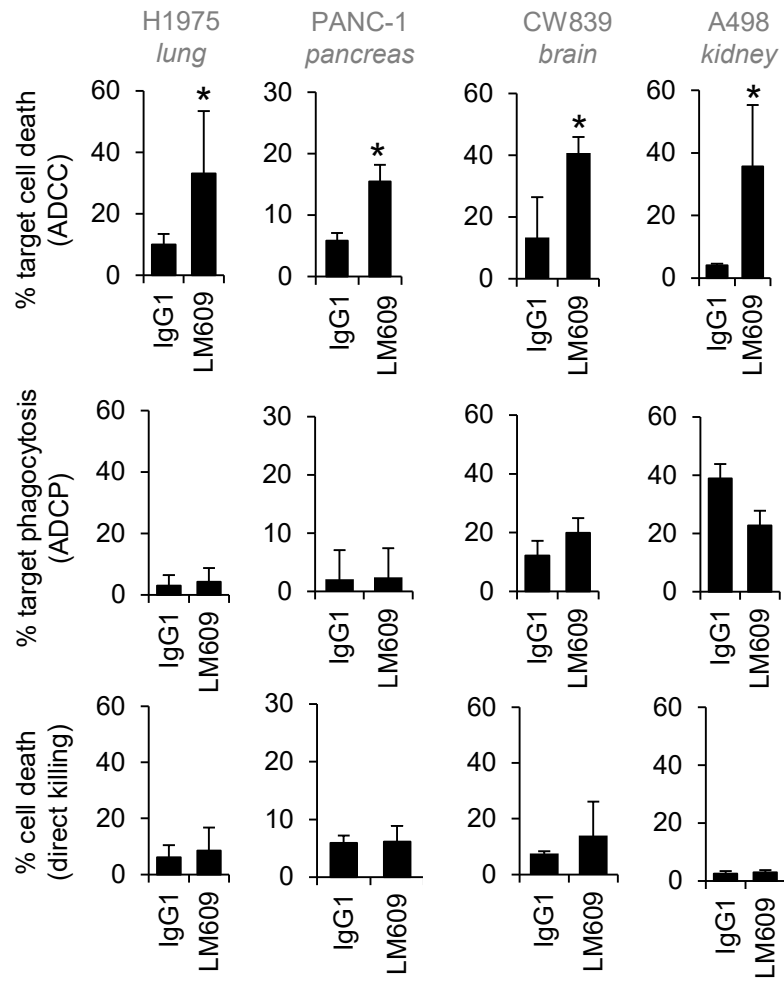 H1975 PANC-1 CW839 A498
lung pancreas brain kidney
% target cell death
(ADCC)
60 40 20 0
30 20 10 0
60 40 20 0
60 40 20 0
* * * *
IgG1 LM609 IgG1 LM609 IgG1 LM609 IgG1 LM609
% target phagocytosis
(ADCP)
60 40 20 0
30 20 10 0
60 40 20 0
60 40 20 0
IgG1 LM609 IgG1 LM609 IgG1 LM609 IgG1 LM609
% cell death
(direct killing)
60 40 20 0
30 20 10 0
60 40 20 0
60 40 20 0
IgG1 LM609 IgG1 LM609 IgG1 LM609 IgG1 LM609